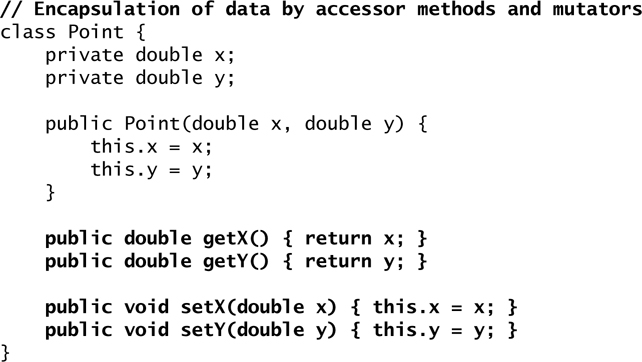 // Encapsulation of data by accessor methods and mutators
class Point {
    private double x;
    private double y;

    public Point(double x, double y) {
        this.x = x;
        this.y = y;
    }

    public double getX() { return x; }
    public double getY() { return y; }

    public void setX(double x) { this.x = x; }
    public void setY(double y) { this.y = y; }
}